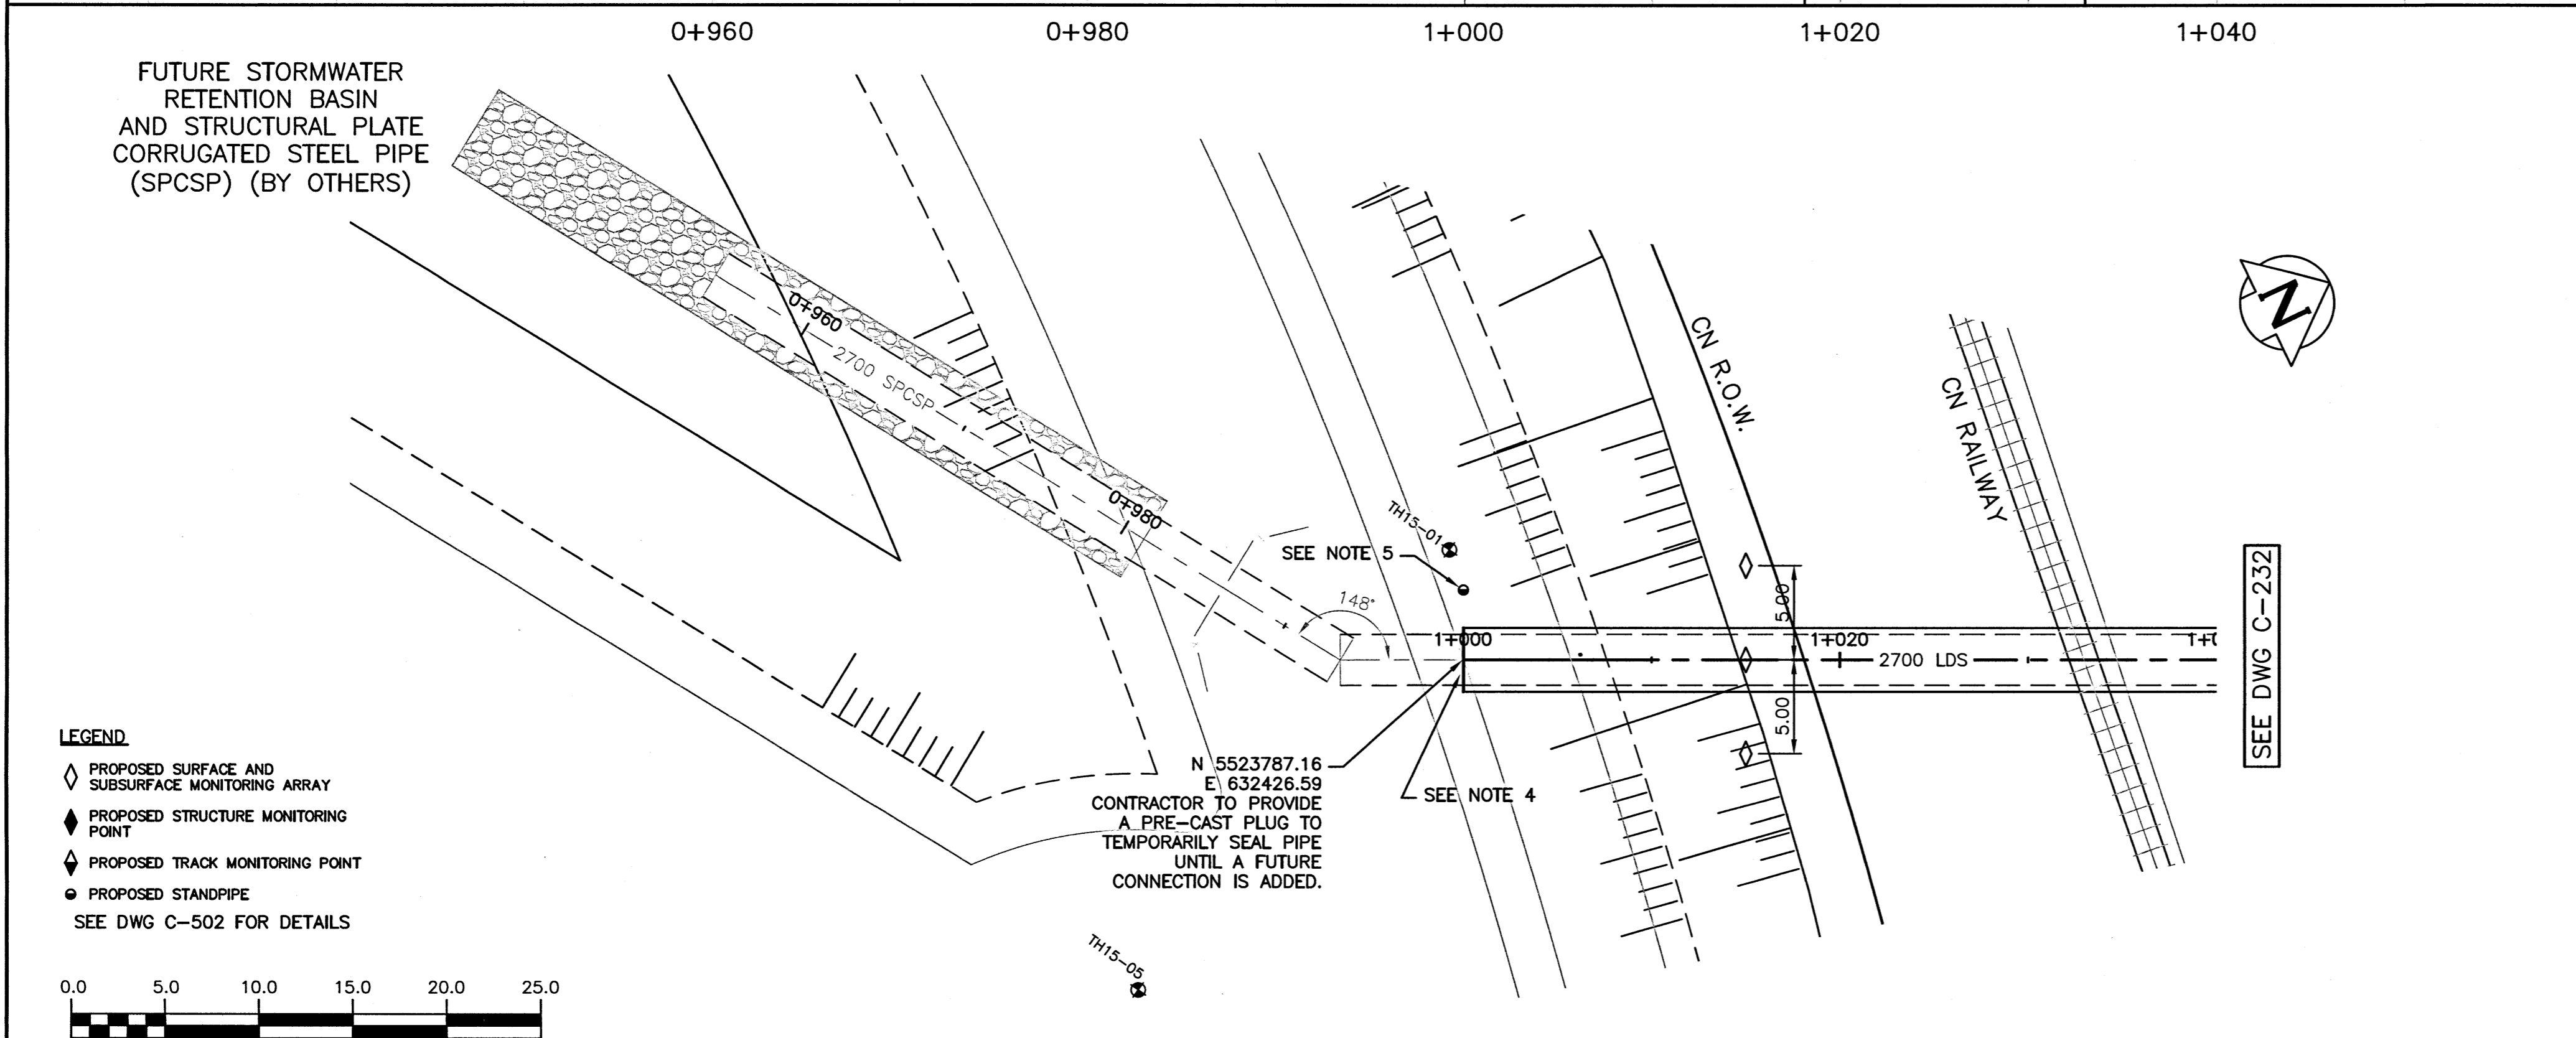 0+960
0+980
1+000
1+020
1+040
FUTURE STORMWATER
RETENTION BASIN
AND STRUCTURAL PLATE
CORRUGATED STEEL PIPE
(SPCSP) (BY OTHERS)
0+960
2700 SPCSP
0+980
148°
TH15-01
SEE NOTE 5
CN R.O.W.
CN RAILWAY
N
5.00
5.00
1+000
1+020
2700 LDS
SEE DWG C-232
N 5523787.16
E 632426.59
CONTRACTOR TO PROVIDE
A PRE-CAST PLUG TO
TEMPORARILY SEAL PIPE
UNTIL A FUTURE
CONNECTION IS ADDED.
SEE NOTE 4
TH15-05
LEGEND
PROPOSED SURFACE AND
SUBSURFACE MONITORING ARRAY
PROPOSED STRUCTURE MONITORING
POINT
PROPOSED TRACK MONITORING POINT
PROPOSED STANDPIPE
SEE DWG C-502 FOR DETAILS
0.0 5.0 10.0 15.0 20.0 25.0